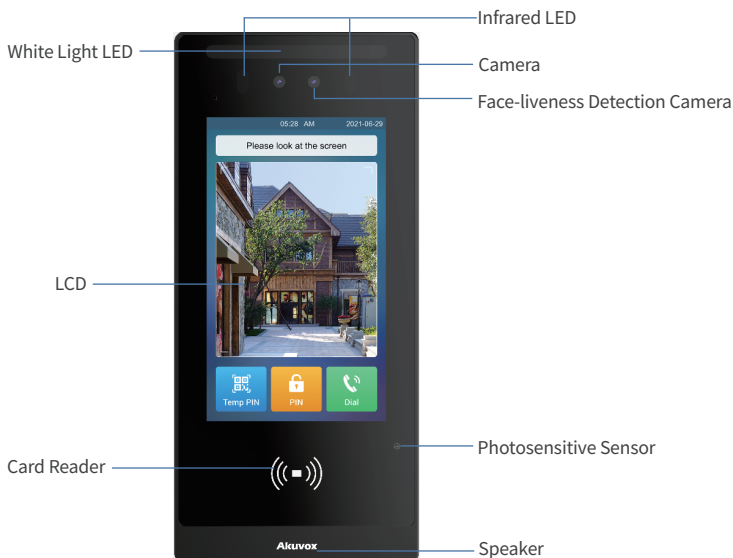 Infrared LED
White Light LED
Camera
Face-liveness Detection Camera
05:28 AM 2021-06-29
Please look at the screen
LCD
Temp PIN PIN Dial
Photosensitive Sensor
Card Reader
Akuvox
Speaker